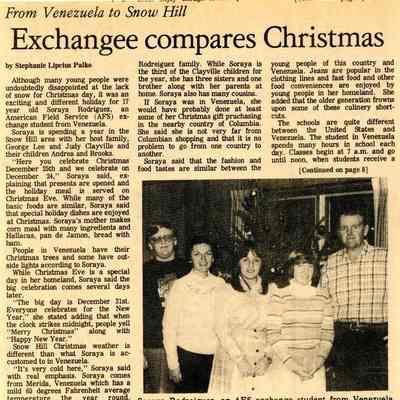 From Venezuela to Snow Hill
Exchangee compares Christmas
by Stephanie Lipcius Palko
Although many young people were
undoubtedly disappointed at the lack
of snow for Christmas day, it was an
exciting and different holiday for 17
year old Soraya Rodriguez, an
American Field Service (AFS) ex-
change student from Venezuela.
Soraya is spending a year in the
Snow Hill area with her host family,
George Lee and Judy Clayville and
their children Andrea and Brooks.
"Here you celebrate Christmas
December 25th and we celebrate on
December 24," Soraya said, ex-
plaining that presents are opened and
the holiday meal is served on
Christmas Eve. While many of the
basic foods are similar, Soraya said
that special holiday dishes are enjoyed
at Christmas. Soraya's mother makes
corn meal with many ingredients and
Hallacas, pan de Jamon, bread with
ham.
People in Venezuela have their
Christmas trees and some have out-
side lights according to Soraya.
While Christmas Eve is a special
day in her homeland, Soraya said the
big celebration comes several days
later.
"The big day is December 31st.
Everyone celebrates for the New
Year," she stated adding that when
the clock strikes midnight, people yell
"Merry Christmas" along with
"Happy New Year."
Snow Hill Christmas weather is
different than what Soraya is ac-
customed to in Venezuela.
"It's very cold here," Soraya said
with real emphasis. Soraya comes
from Merida, Venezuela which has a
mild 60 degrees Fahrenheit average
temperature the year round.
Rodreiguez family. While Soraya is
the third of the Clayville children for
the year, she has three sisters and one
brother along with her parents at
home. Soraya also has many cousins.
If Soraya was in Venezuela, she
would have probably done at least
some of her Christmas gift pruchasing
in the nearby country of Columbia.
She said she is not very far from
Columbian shopping and that it is no
problem to go from one country to
another.
Soraya said that the fashion and
food tastes are similar between the
young people of this country and
Venezuela. Jeans are popular in the
clothing lines and fast food and other
food conveniences are enjoyed by
young people in her homeland. She
added that the older generation frowns
upon some of these culinary short-
cuts.
The schools are quite different
between the United States and
Venezuela. The student in Venezuela
spends many hours in school each
day. Classes begin at 7 a.m. and go
until noon, when students receive a
[Continued on page 8]
Soraya Rodriguez, an AFS exchange student from Venezuela